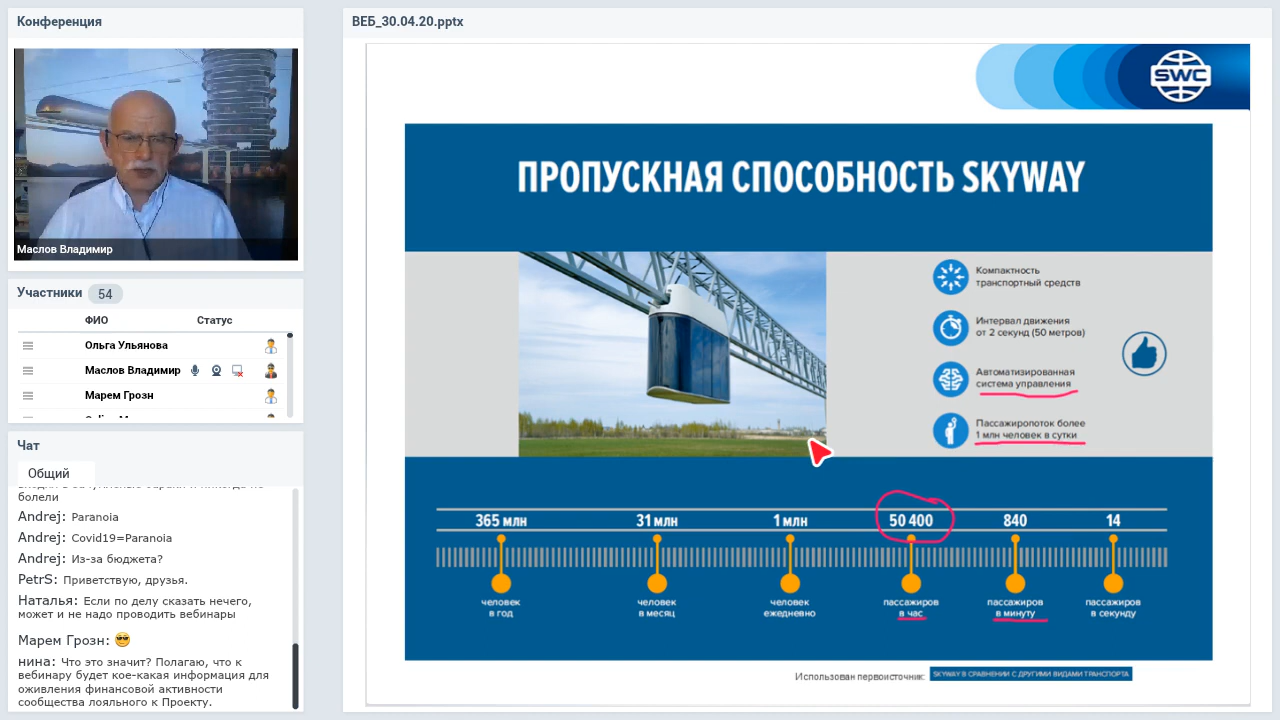 Конференция
Маслов Владимир
Участники 54
ФИО Статус
Ольга Ульянова
Маслов Владимир
Марем Грозн
Чат
Общий
болели
Andrej: Paranoia
Andrej: Covid19=Paranoia
Andrej: Из-за бюджета?
PetrS: Приветствую, друзья.
Наталья: Если по делу сказать нечего,
может и не надо проводить вебинары
Марем Грозн: 😎
нина: Что это значит? Полагаю, что к
вебинару будет кое-какая информация для
оживления финансовой активности
сообщества лояльного к Проекту.
ВЕБ_30.04.20.pptx
SWC
ПРОПУСКНАЯ СПОСОБНОСТЬ SKYWAY
Компактность
транспортный средств
Интервал движения
от 2 секунд (50 метров)
Автоматизированная
система управления
Пассажиропоток более
1 млн человек в сутки
365 млн 31 млн 1 млн 50 400 840 14
человек
в год
человек
в месяц
человек
ежедневно
пассажиров
в час
пассажиров
в минуту
пассажиров
в секунду
Использован первоисточник: SKYWAY В СРАВНЕНИИ С ДРУГИМИ ВИДАМИ ТРАНСПОРТА